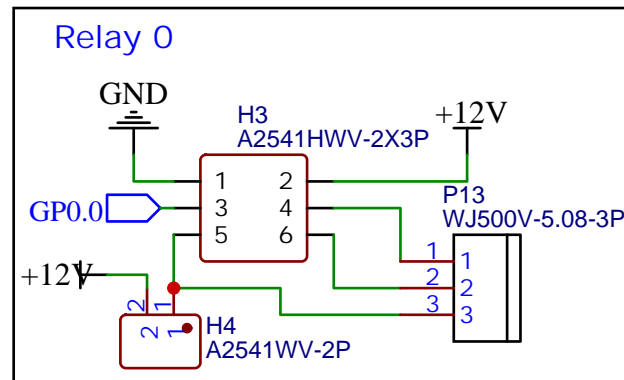 Relay 0
GND
H3
A2541HWV-2X3P
+12V
1 2
3 4
5 6
GP0.0
P13
WJ500V-5.08-3P
1 1
2 2
3 3
+12V
2 1
2 1
H4
A2541WV-2P